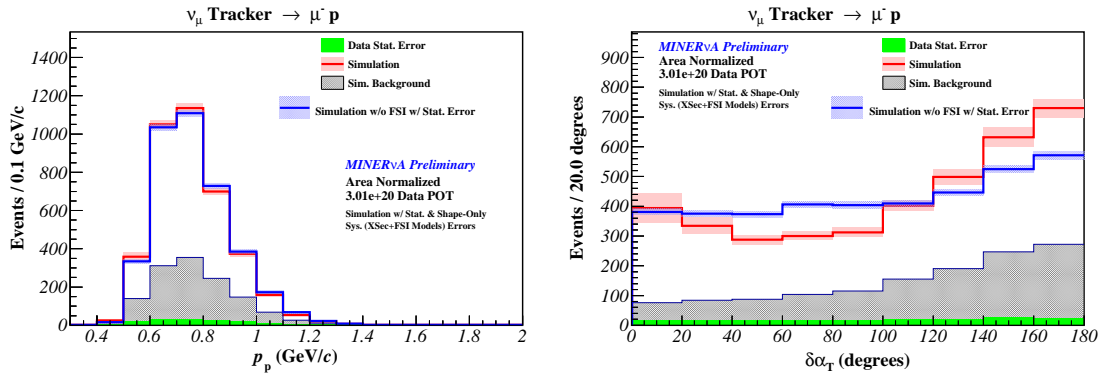 νμ Tracker → μ- p
Events / 0.1 GeV/c
1400
1200
1000
800
600
400
200
0
Data Stat. Error
Simulation
Sim. Background
Simulation w/o FSI w/ Stat. Error
MINERνA Preliminary
Area Normalized
3.01e+20 Data POT
Simulation w/ Stat. & Shape-Only
Sys. (XSec+FSI Models) Errors
0.4 0.6 0.8 1 1.2 1.4 1.6 1.8 2
pp (GeV/c)
νμ Tracker → μ- p
Events / 20.0 degrees
900
800
700
600
500
400
300
200
100
0
MINERνA Preliminary
Area Normalized
3.01e+20 Data POT
Simulation w/ Stat. & Shape-Only
Sys. (XSec+FSI Models) Errors
Data Stat. Error
Simulation
Sim. Background
Simulation w/o FSI w/ Stat. Error
0 20 40 60 80 100 120 140 160 180
δαT (degrees)